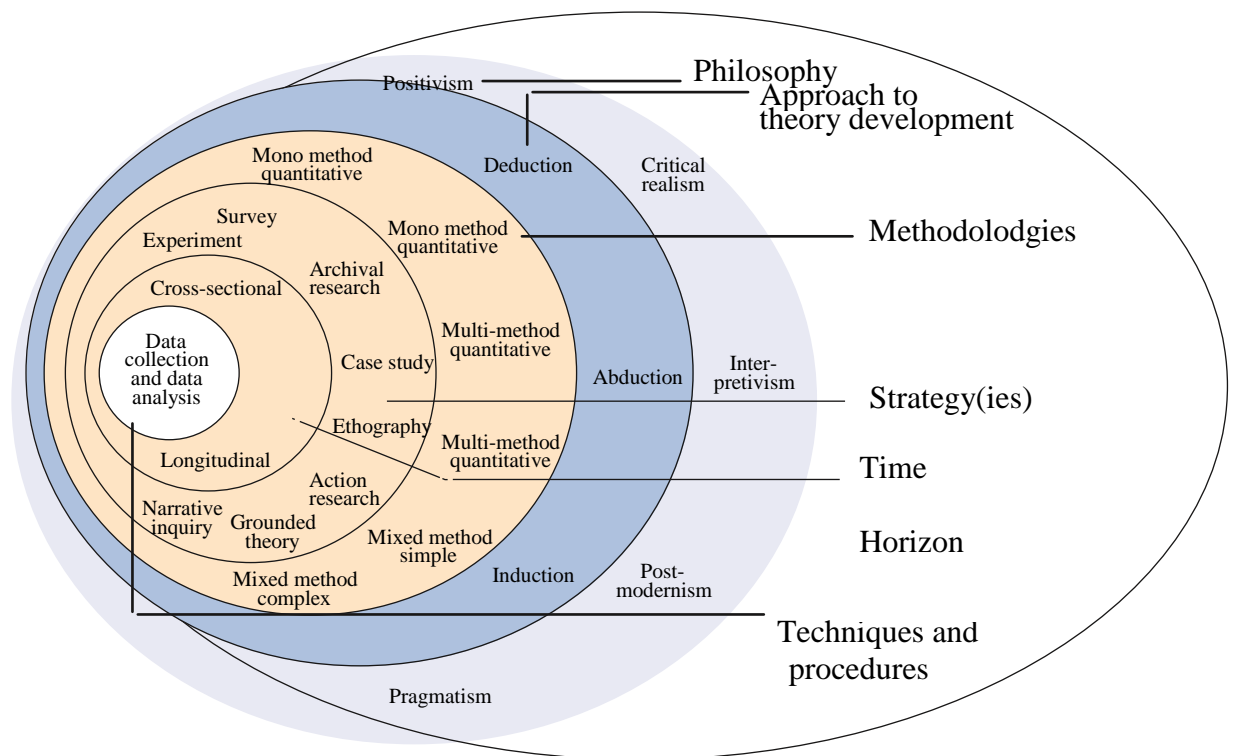 Positivism
Philosophy
Approach to
theory development
Deduction
Critical
realism
Mono method
quantitative
Survey
Experiment
Mono method
quantitative
Methodolodgies
Archival
research
Cross-sectional
Data
collection
and data
analysis
Case study
Multi-method
quantitative
Abduction
Inter-
pretivism
Strategy(ies)
Ethography
Multi-method
quantitative
Time
Longitudinal
Action
research
Narrative
inquiry
Grounded
theory
Mixed method
simple
Horizon
Mixed method
complex
Induction
Post-
modernism
Techniques and
procedures
Pragmatism